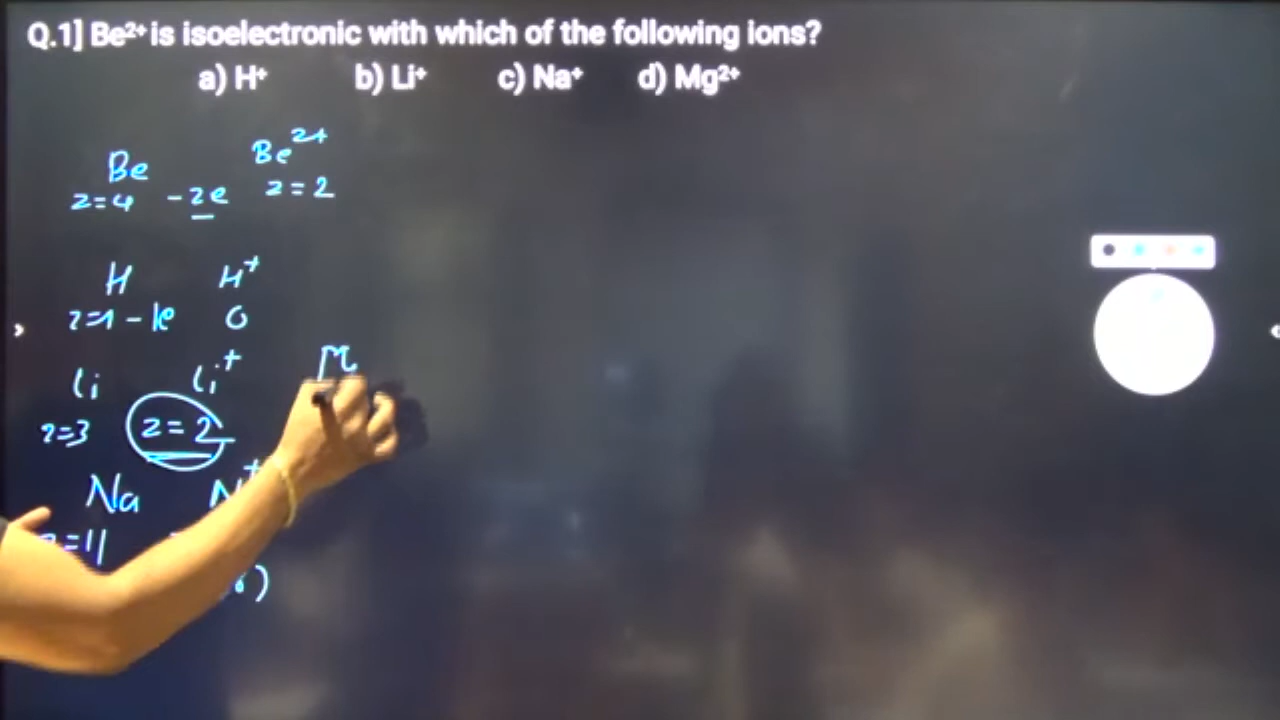 Q.1] Be²⁺ is isoelectronic with which of the following ions?
a) H⁺ b) Li⁺ c) Na⁺ d) Mg²⁺
Be Be²⁺
z=4 -2e z=2
H H⁺
z=1 - 1e 0
Li Li⁺
z=3 z=2
Na
=11